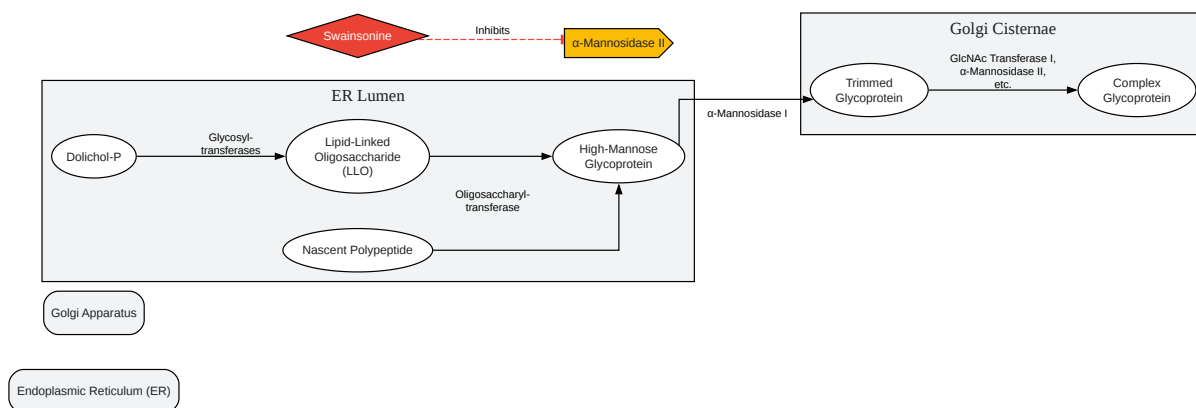 Swainsonine
Inhibits
α-Mannosidase II
Golgi Cisternae
Trimmed
Glycoprotein
GlcNAc Transferase I,
α-Mannosidase II,
etc.
Complex
Glycoprotein
ER Lumen
Dolichol-P
Glycosyl-
transferases
Lipid-Linked
Oligosaccharide
(LLO)
Oligosaccharyl-
transferase
High-Mannose
Glycoprotein
α-Mannosidase I
Nascent Polypeptide
Golgi Apparatus
Endoplasmic Reticulum (ER)